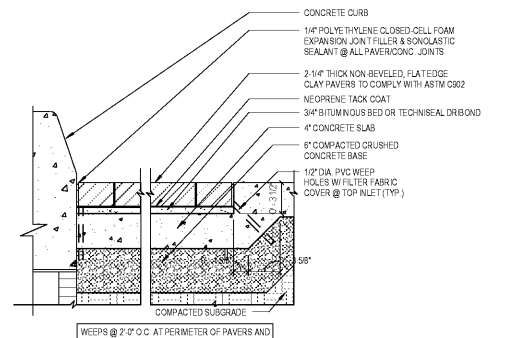 CONCRETE CURB
1/4" POLYETHYLENE CLOSED-CELL FOAM
EXPANSION JOINT FILLER & SONOLASTIC
SEALANT @ ALL PAVER/CONC. JOINTS
2-1/4" THICK NON-BEVELED, FLAT EDGE
CLAY PAVERS TO COMPLY WITH ASTM C902
NEOPRENE TACK COAT
3/4" BITUMINOUS BED OR TECHNISEAL DRIBOND
4" CONCRETE SLAB
6" COMPACTED CRUSHED
CONCRETE BASE
1/2" DIA. PVC WEEP
HOLES W/ FILTER FABRIC
COVER @ TOP INLET (TYP.)
COMPACTED SUBGRADE
WEEPS @ 2'-0" O.C. AT PERIMETER OF PAVERS AND